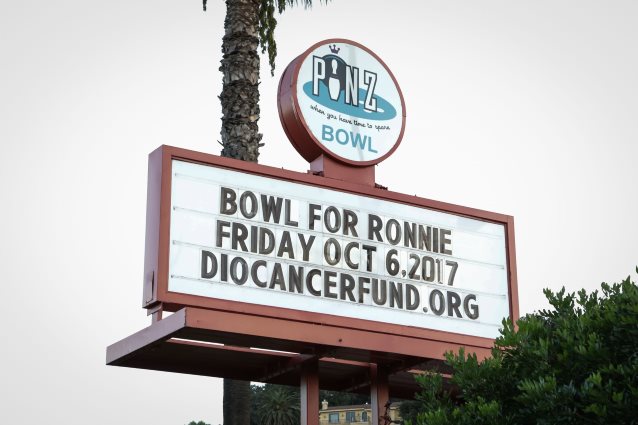 PINZ
when you have time to spare
BOWL
BOWL FOR RONNIE
FRIDAY OCT 6.2017
DIOCANCERFUND.ORG